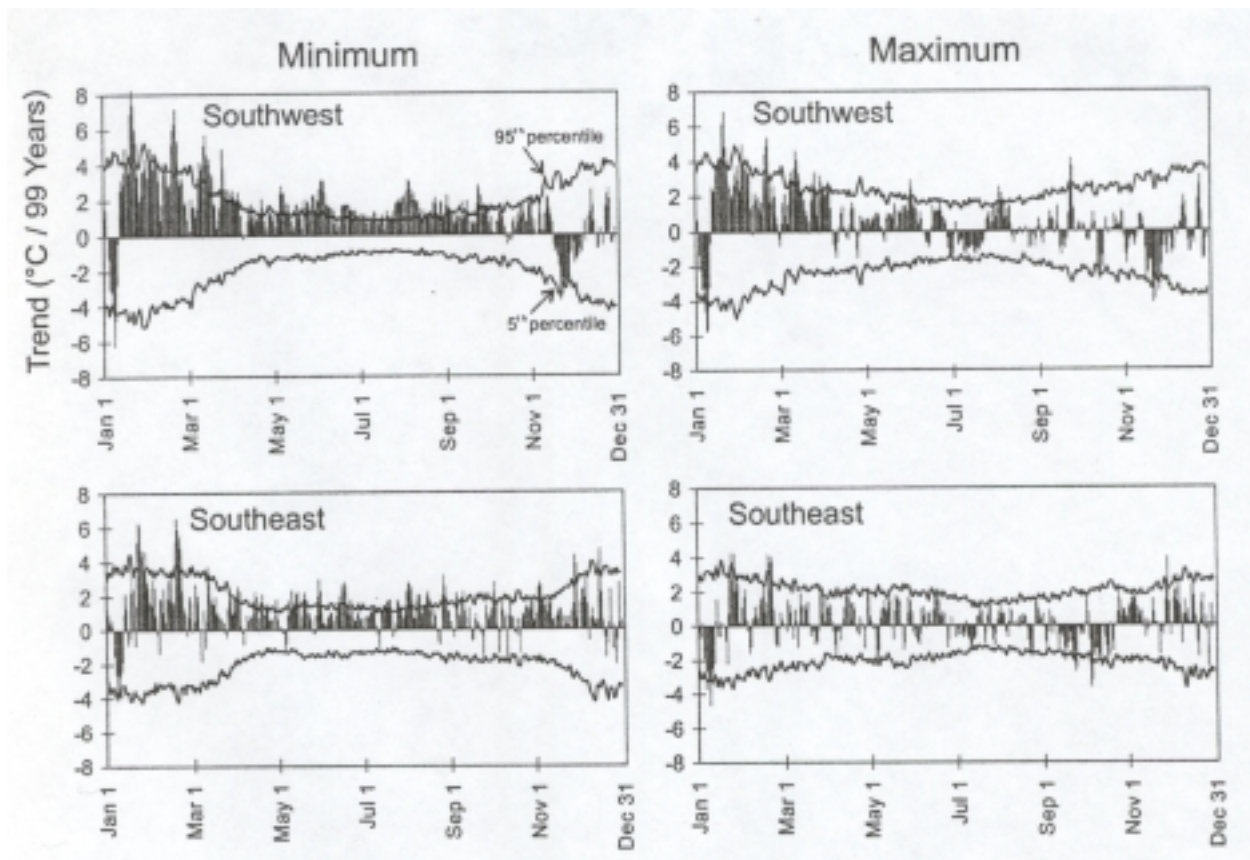 Minimum
Maximum
Trend (°C / 99 Years)
8
6
4
2
0
-2
-4
-6
-8
Southwest
95th percentile
5th percentile
Jan 1
Mar 1
May 1
Jul 1
Sep 1
Nov 1
Dec 31
8
6
4
2
0
-2
-4
-6
-8
Southwest
Jan 1
Mar 1
May 1
Jul 1
Sep 1
Nov 1
Dec 31
8
6
4
2
0
-2
-4
-6
-8
Southeast
Jan 1
Mar 1
May 1
Jul 1
Sep 1
Nov 1
Dec 31
8
6
4
2
0
-2
-4
-6
-8
Southeast
Jan 1
Mar 1
May 1
Jul 1
Sep 1
Nov 1
Dec 31